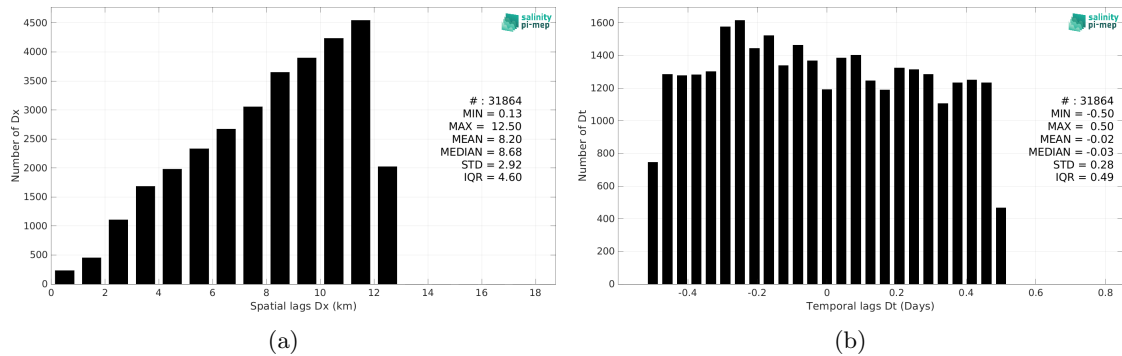 4500
4000
3500
3000
2500
2000
1500
1000
500
0
Number of Dx
salinity
pi-mep
# : 31864
MIN = 0.13
MAX = 12.50
MEAN = 8.20
MEDIAN = 8.68
STD = 2.92
IQR = 4.60
0 2 4 6 8 10 12 14 16 18
Spatial lags Dx (km)
(a)
1600
1400
1200
1000
800
600
400
200
0
Number of Dt
salinity
pi-mep
# : 31864
MIN = -0.50
MAX = 0.50
MEAN = -0.02
MEDIAN = -0.03
STD = 0.28
IQR = 0.49
-0.4 -0.2 0 0.2 0.4 0.6 0.8
Temporal lags Dt (Days)
(b)